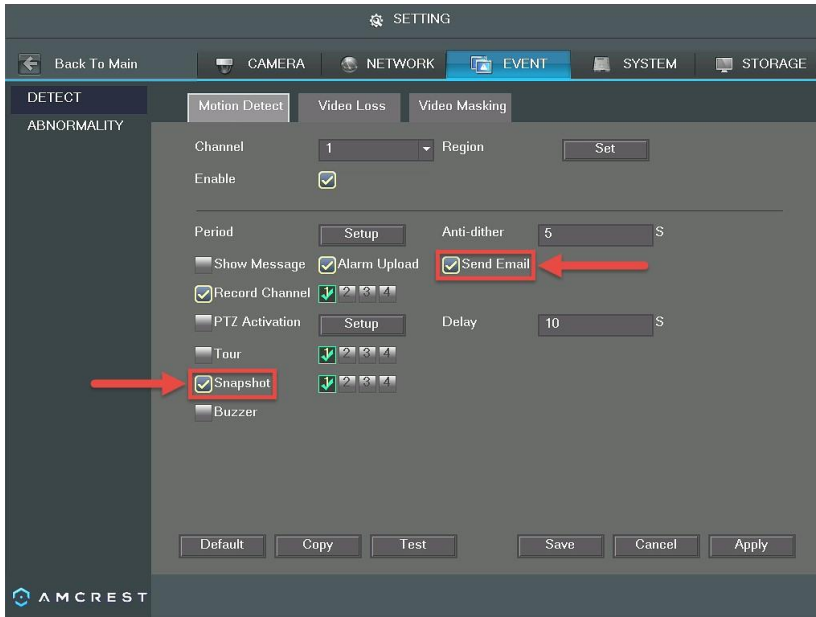 SETTING
Back To Main CAMERA NETWORK EVENT SYSTEM STORAGE
DETECT
ABNORMALITY
Motion Detect Video Loss Video Masking
Channel 1 Region Set
Enable
Period Setup Anti-dither 5 S
Show Message Alarm Upload Send Email
Record Channel 1 2 3 4
PTZ Activation Setup Delay 10 S
Tour 1 2 3 4
Snapshot 1 2 3 4
Buzzer
Default Copy Test Save Cancel Apply
AMCREST